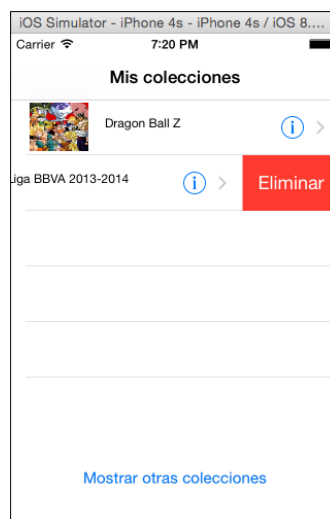 iOS Simulator - iPhone 4s - iPhone 4s / iOS 8....
Carrier 7:20 PM
Mis colecciones
Dragon Ball Z
Liga BBVA 2013-2014 Eliminar
Mostrar otras colecciones